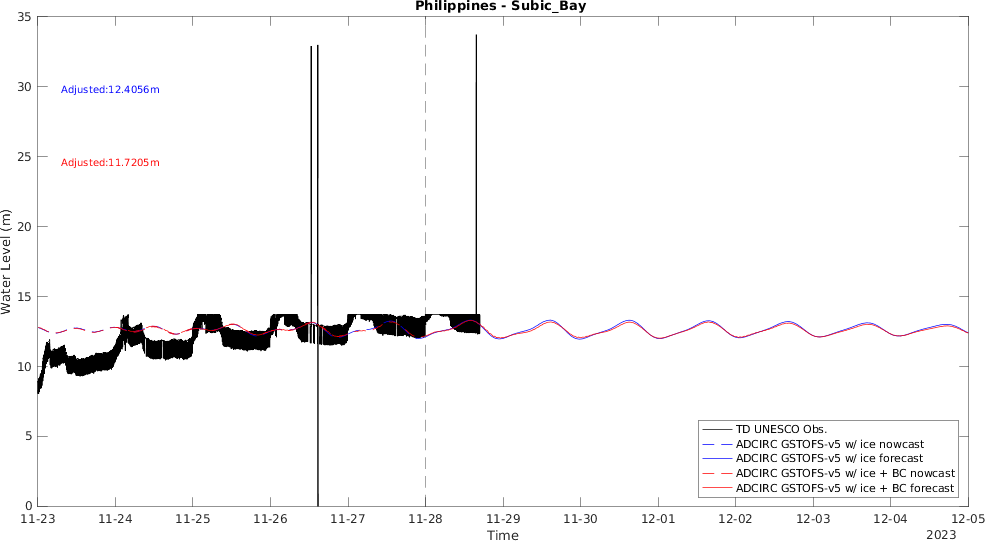 Philippines - Subic_Bay
35
30
25
20
15
10
5
0
Water Level (m)
Adjusted:12.4056m
Adjusted:11.7205m
TD UNESCO Obs.
ADCIRC GSTOFS-v5 w/ ice nowcast
ADCIRC GSTOFS-v5 w/ ice forecast
ADCIRC GSTOFS-v5 w/ ice + BC nowcast
ADCIRC GSTOFS-v5 w/ ice + BC forecast
11-23 11-24 11-25 11-26 11-27 11-28 11-29 11-30 12-01 12-02 12-03 12-04 12-05
Time
2023